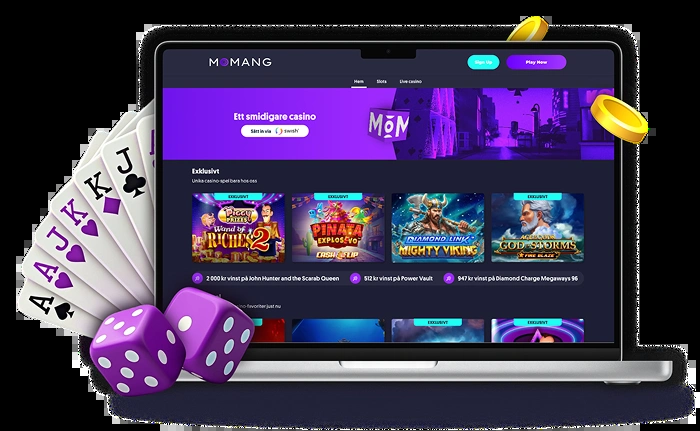 MOMANG
Sign Up
Play Now
Hem
Slots
Live casino
Ett smidigare casino
Sätt in via swish
MōM
Exklusivt
Unika casino-spel bara hos oss
EXKLUSIVT
EXKLUSIVT
EXKLUSIVT
EXKLUSIVT
PIGGY PRIZES
Wand of
RICHES 2
PINATA
EXPLOSIVO
CASH FLIP
DIAMOND LINK
MIGHTY VIKING
AGE OF THE GODS
GOD OF STORMS
FIRE BLAZE
2 000 kr vinst på John Hunter and the Scarab Queen
512 kr vinst på Power Vault
947 kr vinst på Diamond Charge Megaways 96
no favoriter just nu
EXKLUSIVT
EXKLUSIVT
A
A
J
K
K
J